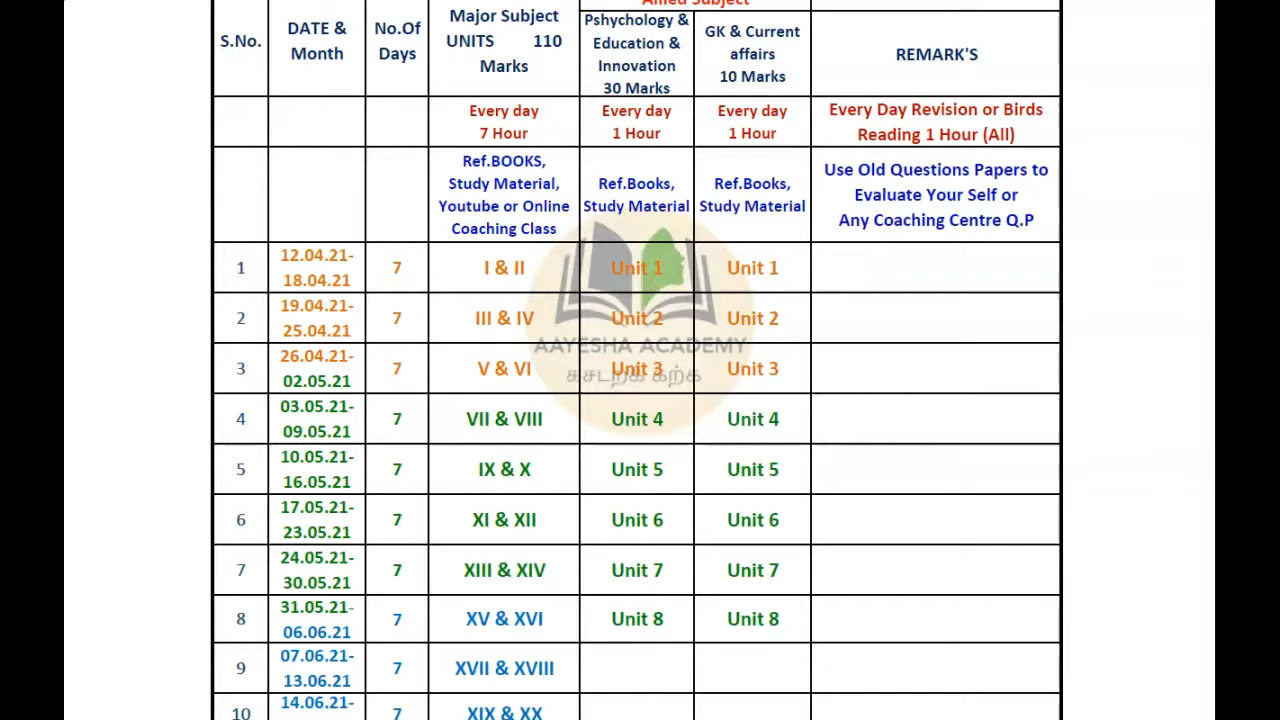 Allied Subject
S.No.
DATE &
Month
No.Of
Days
Major Subject
UNITS 110
Marks
Pshychology &
Education &
Innovation
30 Marks
GK & Current
affairs
10 Marks
REMARK'S
Every day
7 Hour
Every day
1 Hour
Every day
1 Hour
Every Day Revision or Birds
Reading 1 Hour (All)
Ref.BOOKS,
Study Material,
Youtube or Online
Coaching Class
Ref.Books,
Study Material
Ref.Books,
Study Material
Use Old Questions Papers to
Evaluate Your Self or
Any Coaching Centre Q.P
1
12.04.21-
18.04.21
7
I & II
Unit 1
Unit 1
2
19.04.21-
25.04.21
7
III & IV
Unit 2
Unit 2
AAYESHA ACADEMY
3
26.04.21-
02.05.21
7
V & VI
Unit 3
Unit 3
கசடறக் கற்க
4
03.05.21-
09.05.21
7
VII & VIII
Unit 4
Unit 4
5
10.05.21-
16.05.21
7
IX & X
Unit 5
Unit 5
6
17.05.21-
23.05.21
7
XI & XII
Unit 6
Unit 6
7
24.05.21-
30.05.21
7
XIII & XIV
Unit 7
Unit 7
8
31.05.21-
06.06.21
7
XV & XVI
Unit 8
Unit 8
9
07.06.21-
13.06.21
7
XVII & XVIII
10
14.06.21-
7
XIX & XX